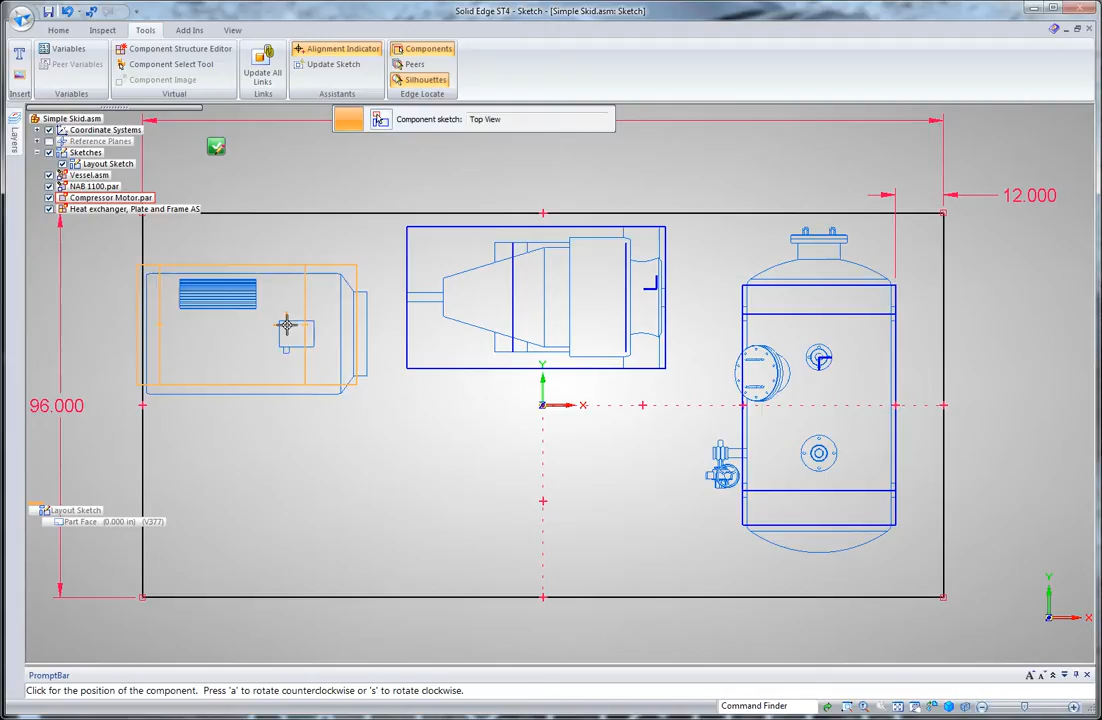 Solid Edge ST4 - Sketch - [Simple Skid.asm: Sketch]
Home Inspect Tools Add Ins View
Variables
Peer Variables
Variables
Component Structure Editor
Component Select Tool
Component Image
Virtual
Update All
Links
Links
Alignment Indicator
Update Sketch
Assistants
Components
Peers
Silhouettes
Edge Locate
Insert
Layers
Component sketch: Top View
Simple Skid.asm
Coordinate Systems
Reference Planes
Sketches
Layout Sketch
Vessel.asm
NAB 1100.par
Compressor Motor.par
Heat exchanger, Plate and Frame AS
12.000
96.000
Y
X
Layout Sketch
Part Face (0.000 in) (V377)
Y
X
PromptBar
Click for the position of the component. Press 'a' to rotate counterclockwise or 's' to rotate clockwise.
Command Finder